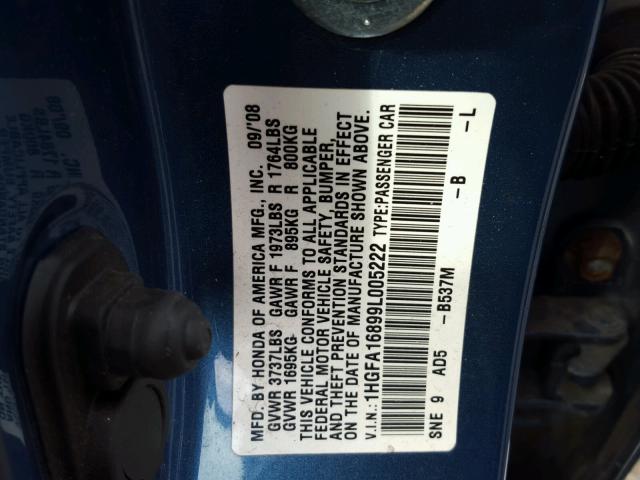 MFD. BY HONDA OF AMERICA MFG., INC. 09/'08
GVWR 3737LBS GAWR F 1973LBS R 1764LBS
GVWR 1695KG GAWR F 895KG R 800KG
THIS VEHICLE CONFORMS TO ALL APPLICABLE
FEDERAL MOTOR VEHICLE SAFETY, BUMPER,
AND THEFT PREVENTION STANDARDS IN EFFECT
ON THE DATE OF MANUFACTURE SHOWN ABOVE.
V.I.N.: 1HGFA16899L005222 TYPE:PASSENGER CAR
SNE 9 AD5 -B537M -B -L